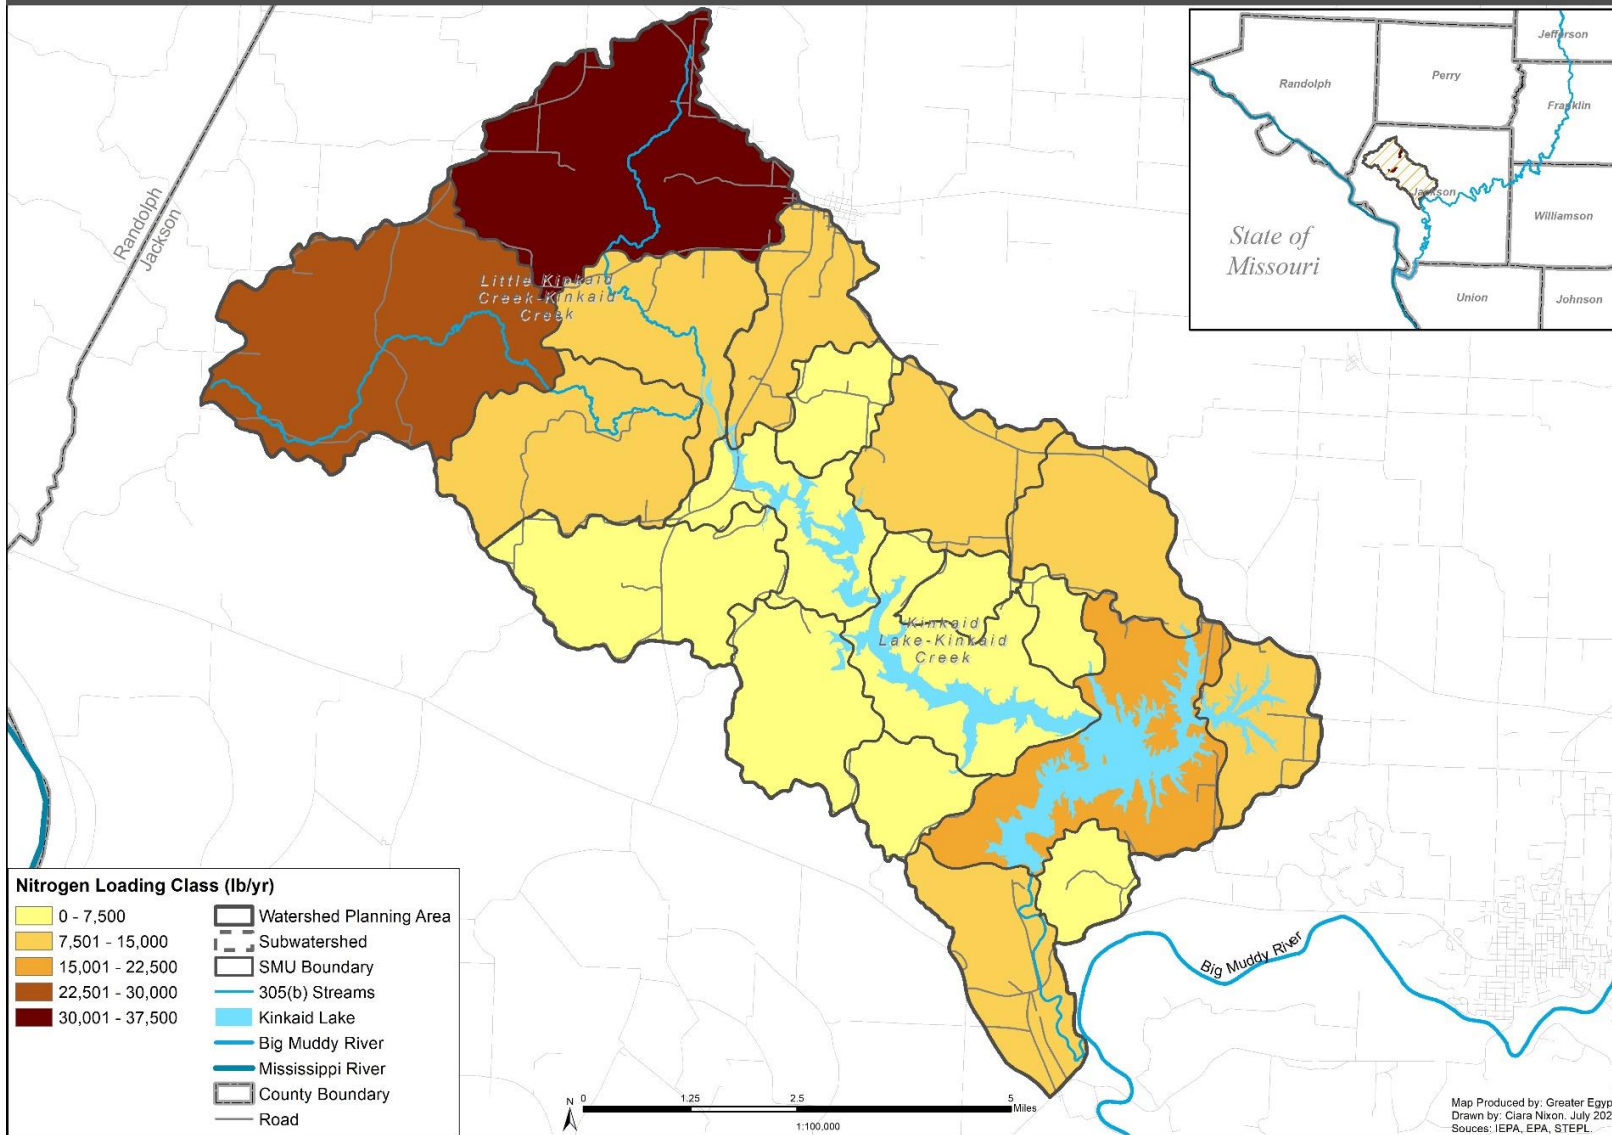 Randolph
Jackson
Little Kinkaid
Creek-Kinkaid
Creek
Kinkaid
Lake-Kinkaid
Creek
Big Muddy River
Jefferson
Randolph
Perry
Franklin
Jackson
Williamson
State of
Missouri
Union
Johnson
Nitrogen Loading Class (lb/yr)
0 - 7,500
7,501 - 15,000
15,001 - 22,500
22,501 - 30,000
30,001 - 37,500
Watershed Planning Area
Subwatershed
SMU Boundary
305(b) Streams
Kinkaid Lake
Big Muddy River
Mississippi River
County Boundary
Road
N
0 1.25 2.5 5
Miles
1:100,000
Map Produced by: Greater Egyp
Drawn by: Ciara Nixon. July 202
Souces: IEPA, EPA, STEPL.